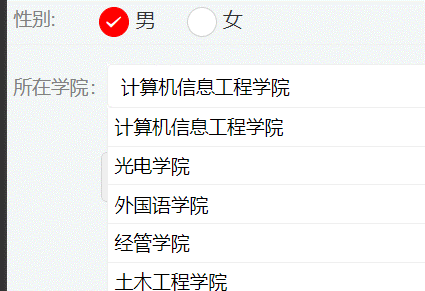 性别: 男 女
所在学院: 计算机信息工程学院
计算机信息工程学院
光电学院
外国语学院
经管学院
土木工程学院